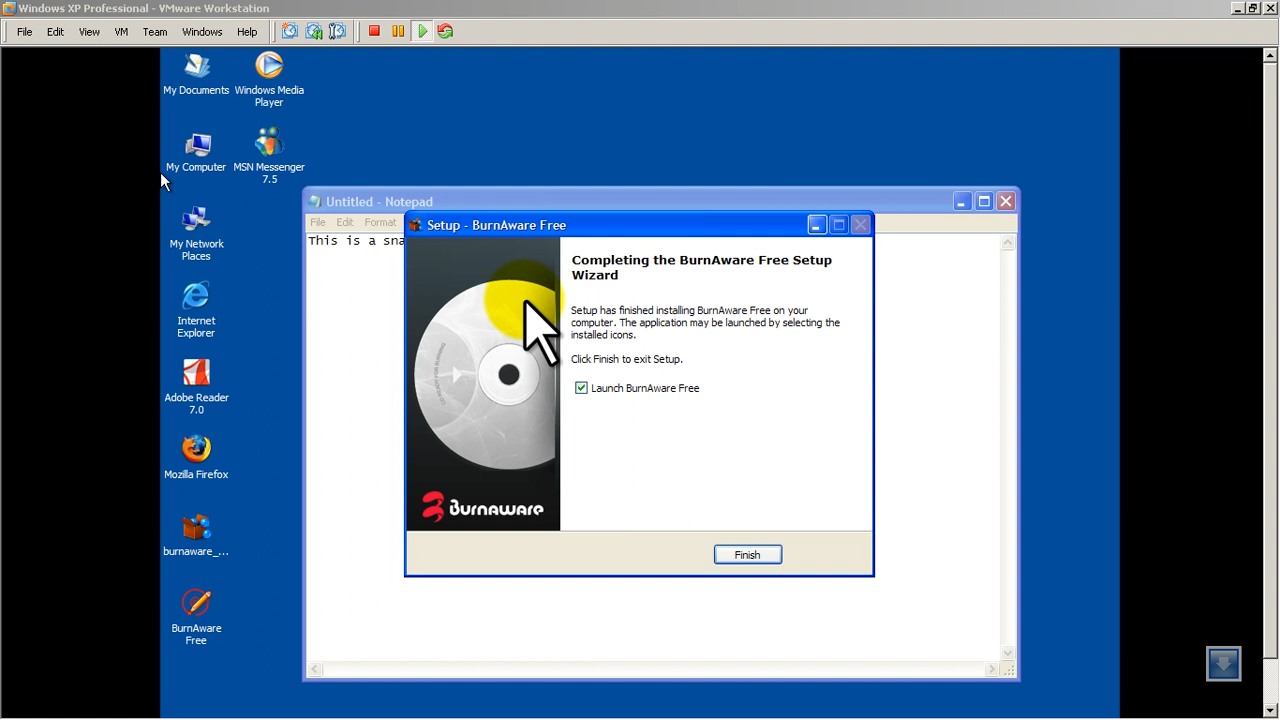 Windows XP Professional - VMware Workstation
File Edit View VM Team Windows Help
My Documents
Windows Media
Player
My Computer
MSN Messenger
7.5
My Network
Places
Internet
Explorer
Adobe Reader
7.0
Mozilla Firefox
burnaware_...
BurnAware
Free
Untitled - Notepad
File Edit Format
This is a sna
Setup - BurnAware Free
Completing the BurnAware Free Setup
Wizard
Setup has finished installing BurnAware Free on your
computer. The application may be launched by selecting the
installed icons.
Click Finish to exit Setup.
Launch BurnAware Free
Burnaware
Finish